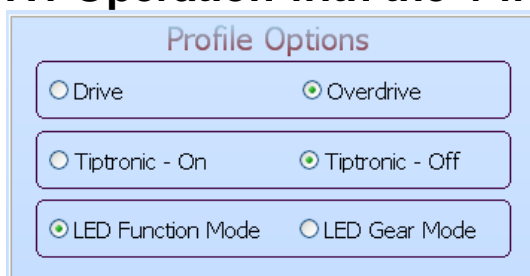 Profile Options
Drive Overdrive
Tiptronic - On Tiptronic - Off
LED Function Mode LED Gear Mode